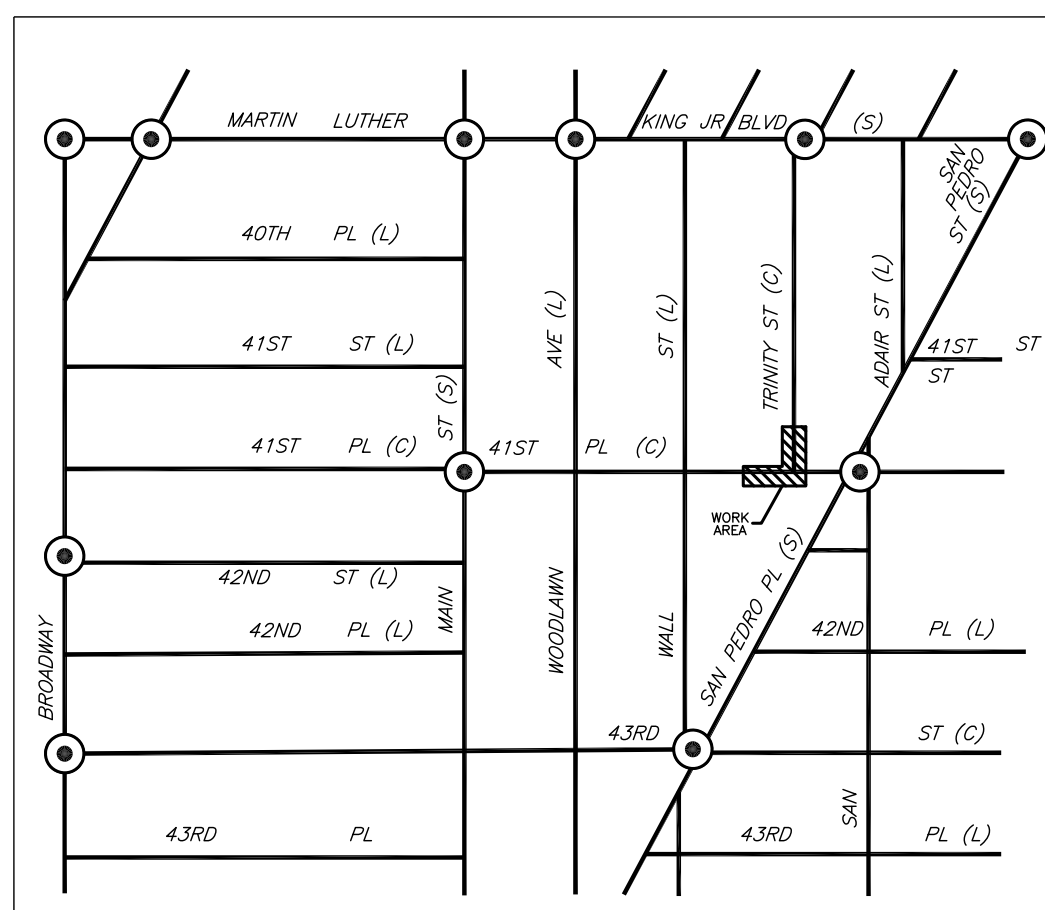 MARTIN LUTHER KING JR BLVD (S)
SAN
PEDRO
ST (S)
40TH PL (L)
41ST ST (L)
AVE (L)
ST (L)
TRINITY ST (C)
ADAIR ST (L)
41ST ST
ST
ST (S)
41ST PL (C)
41ST PL (C)
WORK
AREA
42ND ST (L)
42ND PL (L)
BROADWAY
MAIN
WOODLAWN
WALL
SAN PEDRO PL (S)
42ND PL (L)
43RD ST (C)
SAN
43RD PL
43RD PL (L)